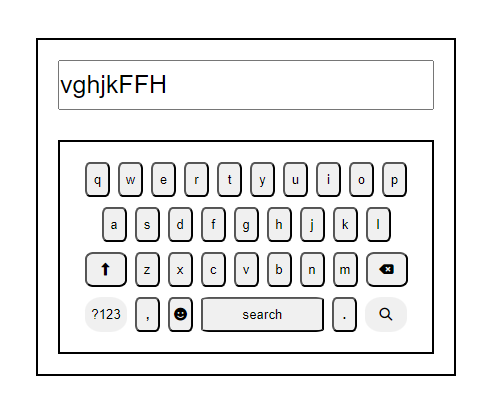 vghjkFFH
q w e r t y u i o p
a s d f g h j k l
z x c v b n m
?123 , search .